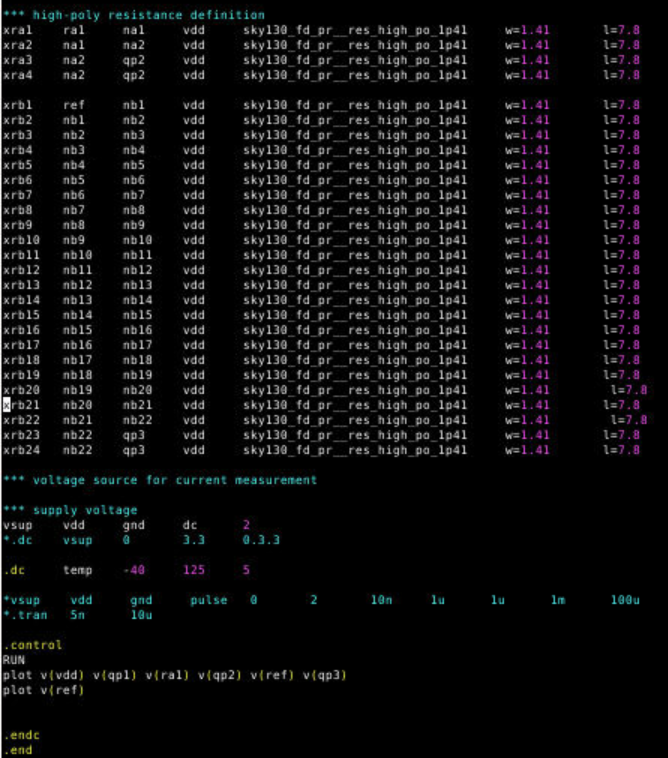 *** high-poly resistance definition
xra1 ra1 na1 vdd sky130_fd_pr__res_high_po_1p41 w=1.41 l=7.8
xra2 na1 na2 vdd sky130_fd_pr__res_high_po_1p41 w=1.41 l=7.8
xra3 na2 qp2 vdd sky130_fd_pr__res_high_po_1p41 w=1.41 l=7.8
xra4 na2 qp2 vdd sky130_fd_pr__res_high_po_1p41 w=1.41 l=7.8
xrb1 ref nb1 vdd sky130_fd_pr__res_high_po_1p41 w=1.41 l=7.8
xrb2 nb1 nb2 vdd sky130_fd_pr__res_high_po_1p41 w=1.41 l=7.8
xrb3 nb2 nb3 vdd sky130_fd_pr__res_high_po_1p41 w=1.41 l=7.8
xrb4 nb3 nb4 vdd sky130_fd_pr__res_high_po_1p41 w=1.41 l=7.8
xrb5 nb4 nb5 vdd sky130_fd_pr__res_high_po_1p41 w=1.41 l=7.8
xrb6 nb5 nb6 vdd sky130_fd_pr__res_high_po_1p41 w=1.41 l=7.8
xrb7 nb6 nb7 vdd sky130_fd_pr__res_high_po_1p41 w=1.41 l=7.8
xrb8 nb7 nb8 vdd sky130_fd_pr__res_high_po_1p41 w=1.41 l=7.8
xrb9 nb8 nb9 vdd sky130_fd_pr__res_high_po_1p41 w=1.41 l=7.8
xrb10 nb9 nb10 vdd sky130_fd_pr__res_high_po_1p41 w=1.41 l=7.8
xrb11 nb10 nb11 vdd sky130_fd_pr__res_high_po_1p41 w=1.41 l=7.8
xrb12 nb11 nb12 vdd sky130_fd_pr__res_high_po_1p41 w=1.41 l=7.8
xrb13 nb12 nb13 vdd sky130_fd_pr__res_high_po_1p41 w=1.41 l=7.8
xrb14 nb13 nb14 vdd sky130_fd_pr__res_high_po_1p41 w=1.41 l=7.8
xrb15 nb14 nb15 vdd sky130_fd_pr__res_high_po_1p41 w=1.41 l=7.8
xrb16 nb15 nb16 vdd sky130_fd_pr__res_high_po_1p41 w=1.41 l=7.8
xrb17 nb16 nb17 vdd sky130_fd_pr__res_high_po_1p41 w=1.41 l=7.8
xrb18 nb17 nb18 vdd sky130_fd_pr__res_high_po_1p41 w=1.41 l=7.8
xrb19 nb18 nb19 vdd sky130_fd_pr__res_high_po_1p41 w=1.41 l=7.8
xrb20 nb19 nb20 vdd sky130_fd_pr__res_high_po_1p41 w=1.41 l=7.8
xrb21 nb20 nb21 vdd sky130_fd_pr__res_high_po_1p41 w=1.41 l=7.8
xrb22 nb21 nb22 vdd sky130_fd_pr__res_high_po_1p41 w=1.41 l=7.8
xrb23 nb22 qp3 vdd sky130_fd_pr__res_high_po_1p41 w=1.41 l=7.8
xrb24 nb22 qp3 vdd sky130_fd_pr__res_high_po_1p41 w=1.41 l=7.8
*** voltage source for current measurement
*** supply voltage
vsup vdd gnd dc 2
*.dc vsup 0 3.3 0.3.3
.dc temp -40 125 5
*vsup vdd gnd pulse 0 2 10n 1u 1u 1m 100u
*.tran 5n 10u
.control
RUN
plot v(vdd) v(qp1) v(ra1) v(qp2) v(ref) v(qp3)
plot v(ref)
.endc
.end